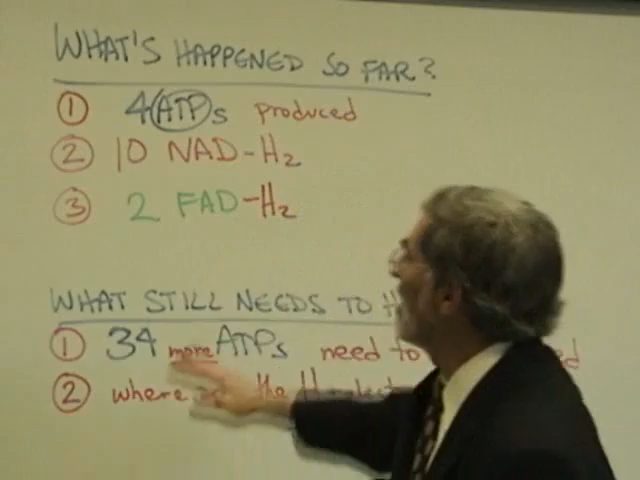 WHAT'S HAPPENED SO FAR?
① 4 ATPs produced
② 10 NAD-H₂
③ 2 FAD-H₂
WHAT STILL NEEDS TO
① 34 more ATPs need to
② where the H